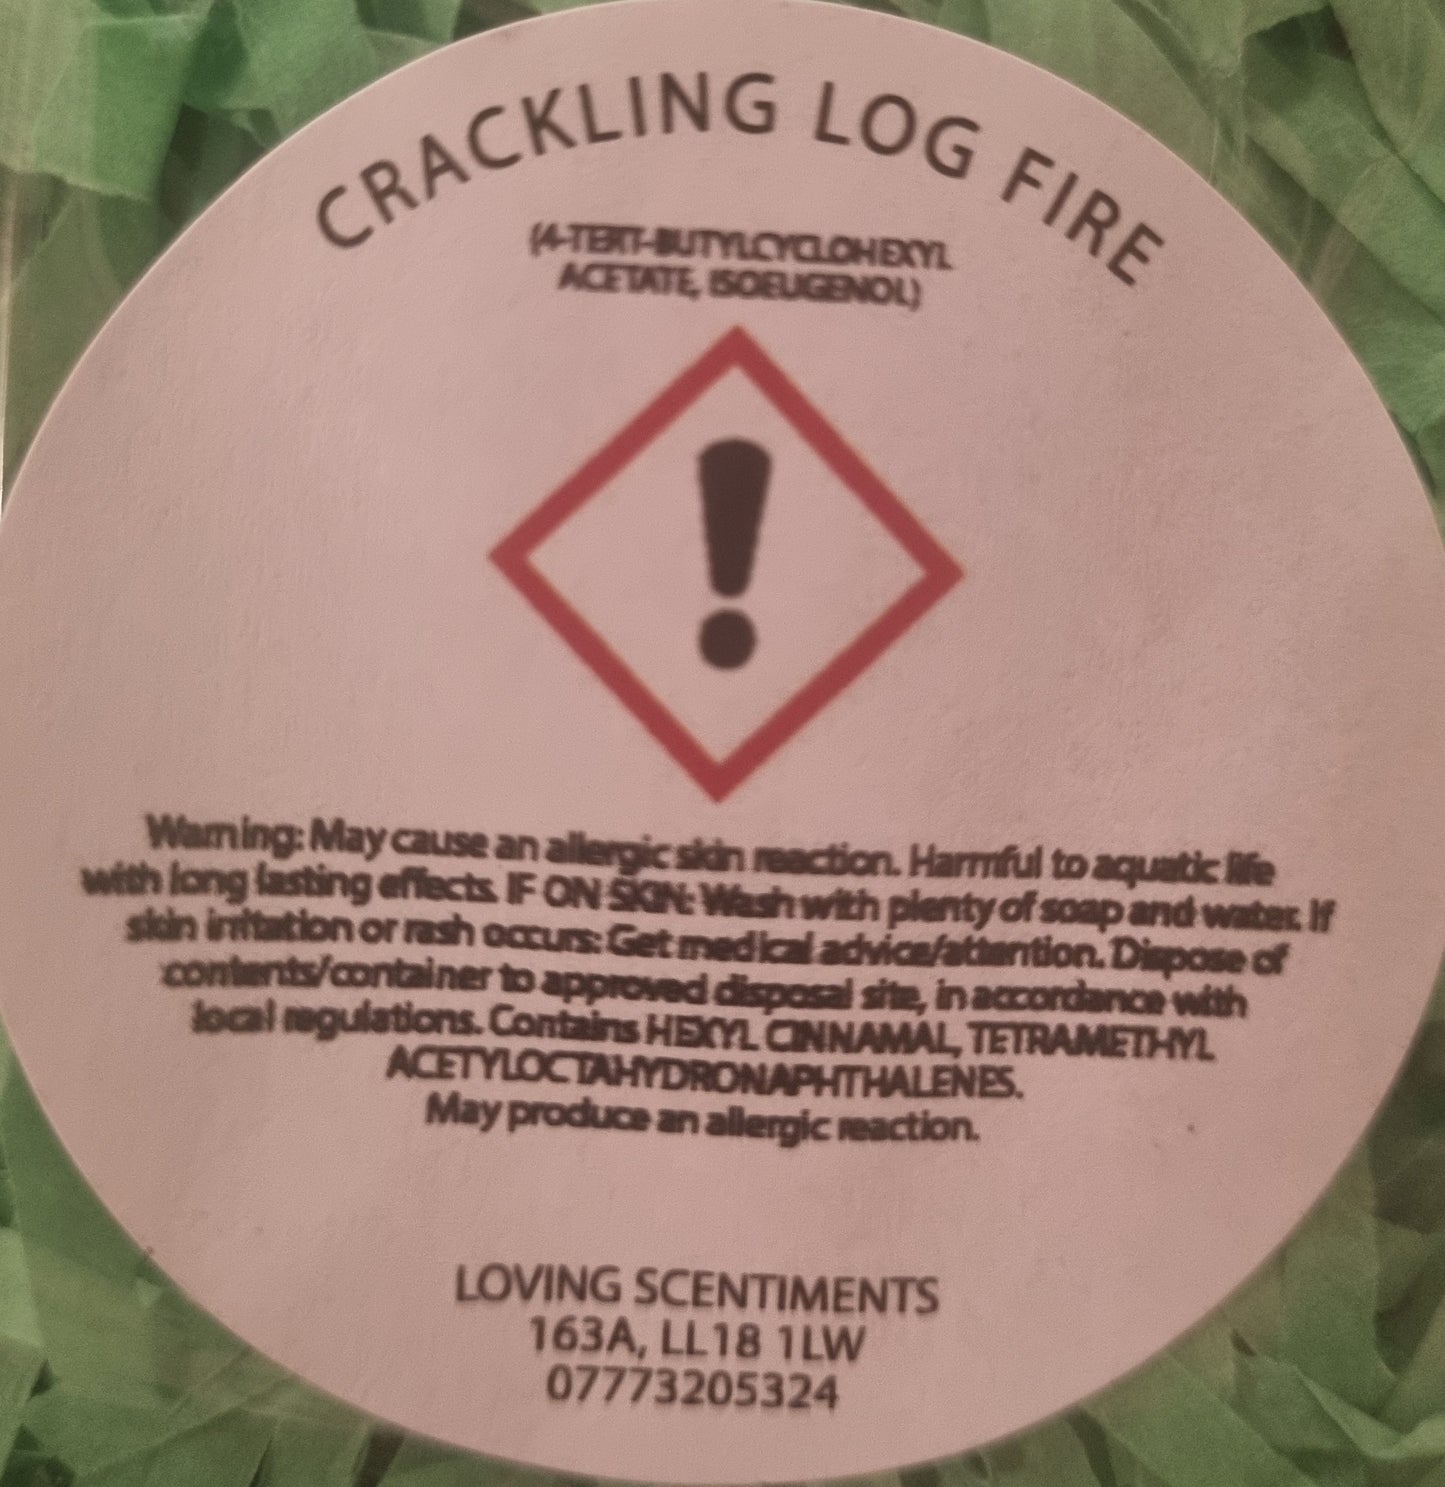 CRACKLING LOG FIRE
(4-TERT-BUTYLCYCLOHEXYL
ACETATE, ISOEUGENOL)
!
Warning: May cause an allergic skin reaction. Harmful to aquatic life
with long lasting effects. IF ON SKIN: Wash with plenty of soap and water. If
skin irritation or rash occurs: Get medical advice/attention. Dispose of
contents/container to approved disposal site, in accordance with
local regulations. Contains HEXYL CINNAMAL, TETRAMETHYL
ACETYLOCTAHYDRONAPHTHALENES.
May produce an allergic reaction.
LOVING SCENTIMENTS
163A, LL18 1LW
07773205324